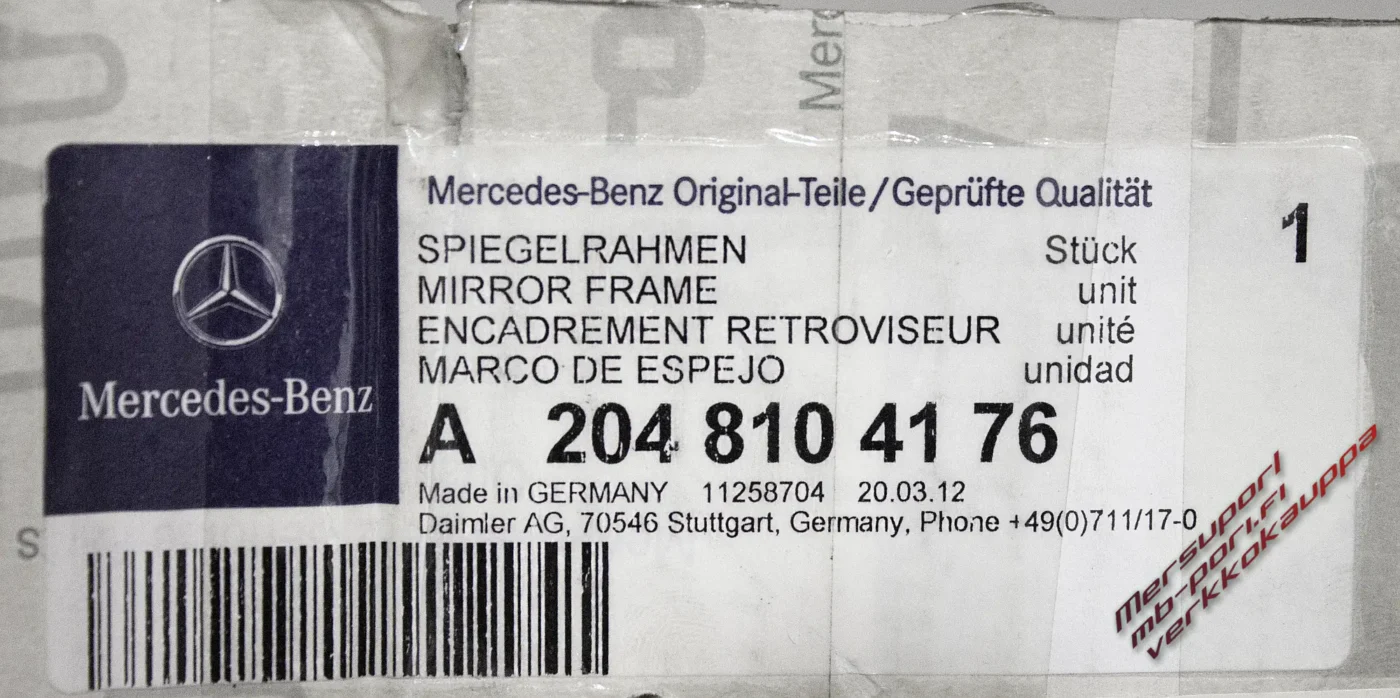 Mer
Mercedes-Benz Original-Teile/Geprüfte Qualität
1
SPIEGELRAHMEN Stück
MIRROR FRAME unit
ENCADREMENT RETROVISEUR unité
MARCO DE ESPEJO unidad
Mercedes-Benz
A 204 810 41 76
Made in GERMANY 11258704 20.03.12
Daimler AG, 70546 Stuttgart, Germany, Phone +49(0)711/17-0
S
Mersupori
mb-pori.fi
verkkokauppa